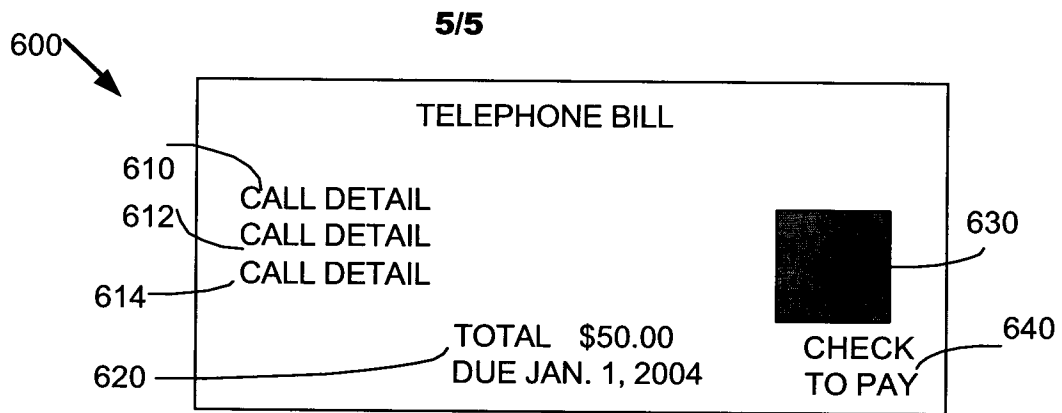 5/5
600
TELEPHONE BILL
610
CALL DETAIL
612
CALL DETAIL
630
CALL DETAIL
614
TOTAL $50.00
640
CHECK
620
DUE JAN. 1, 2004
TO PAY